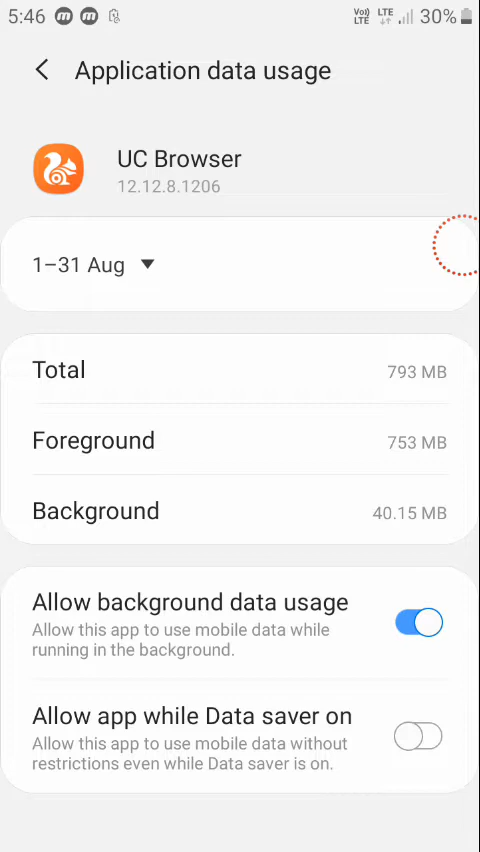 5:46 m m Vo)) LTE LTE 30%
Application data usage
UC Browser
12.12.8.1206
1–31 Aug
Total 793 MB
Foreground 753 MB
Background 40.15 MB
Allow background data usage
Allow this app to use mobile data while
running in the background.
Allow app while Data saver on
Allow this app to use mobile data without
restrictions even while Data saver is on.